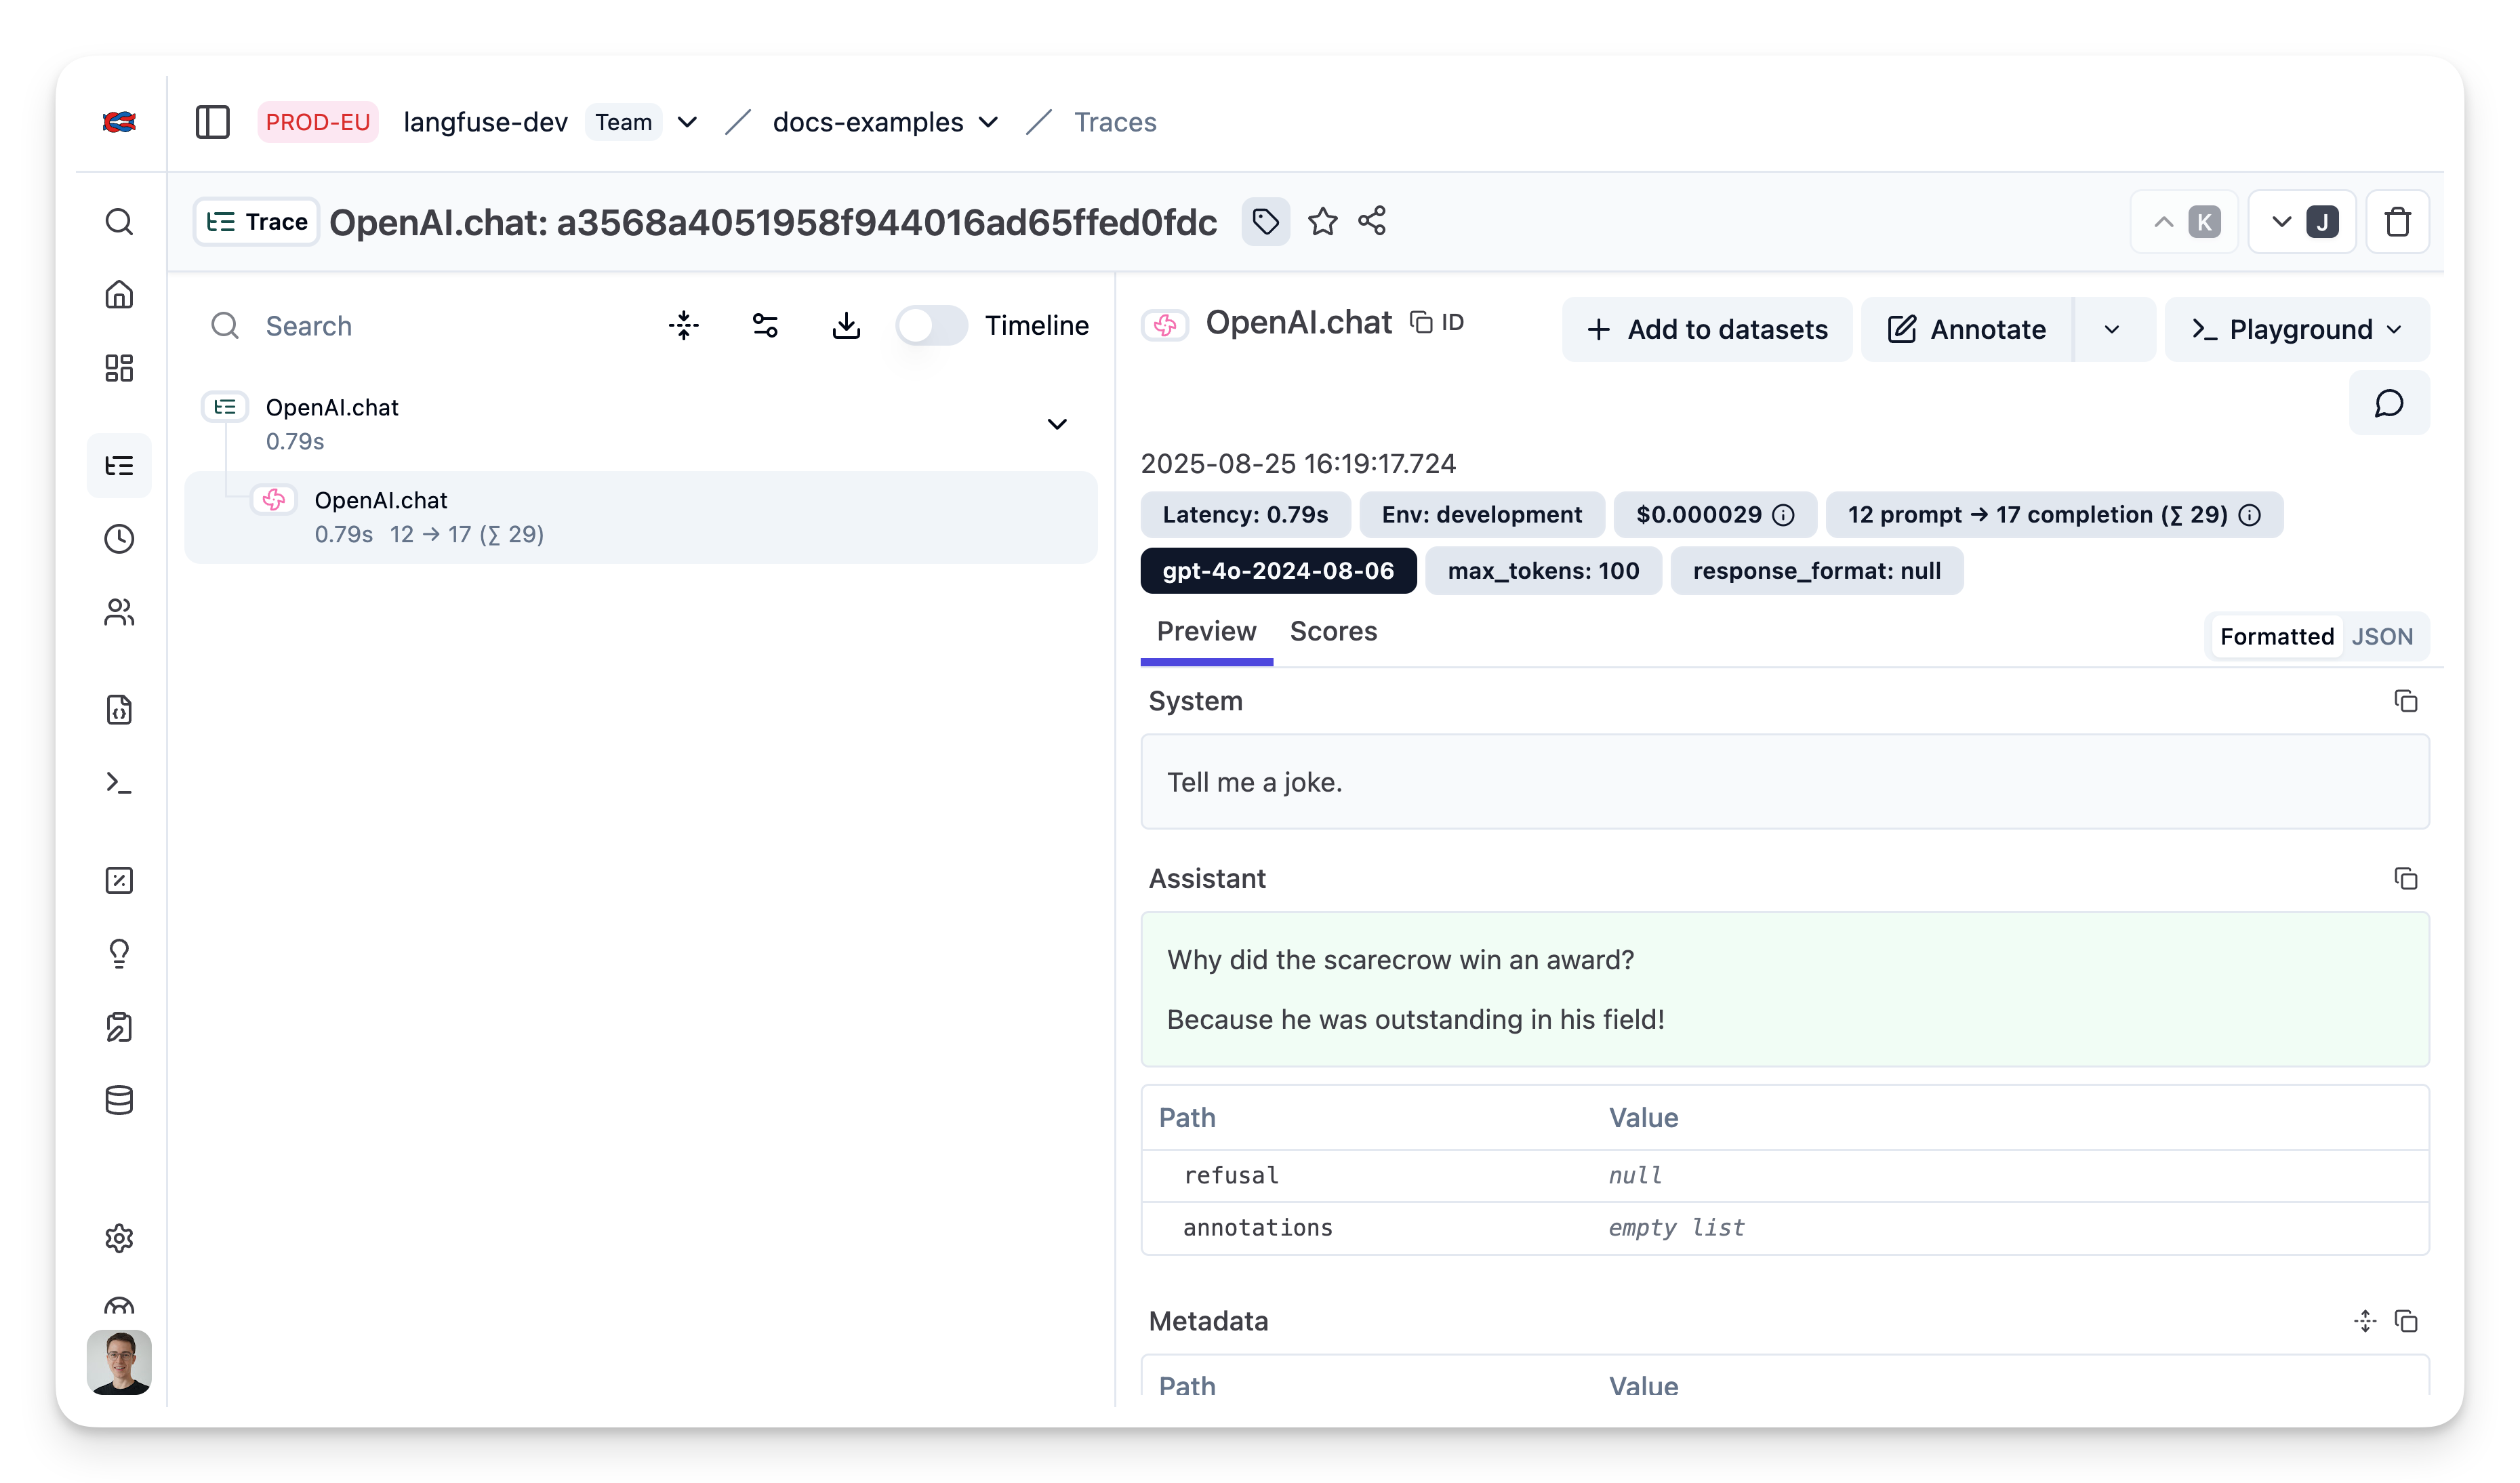 PROD-EU langfuse-dev Team docs-examples Traces
Trace OpenAI.chat: a3568a4051958f944016ad65ffed0fdc K J
Search Timeline
OpenAI.chat
0.79s
OpenAI.chat
0.79s 12 → 17 (∑ 29)
OpenAI.chat ID + Add to datasets Annotate Playground
2025-08-25 16:19:17.724
Latency: 0.79s Env: development $0.000029 12 prompt → 17 completion (∑ 29)
gpt-4o-2024-08-06 max_tokens: 100 response_format: null
Preview Scores Formatted JSON
System
Tell me a joke.
Assistant
Why did the scarecrow win an award?
Because he was outstanding in his field!
Path Value
refusal null
annotations empty list
Metadata
Path Value